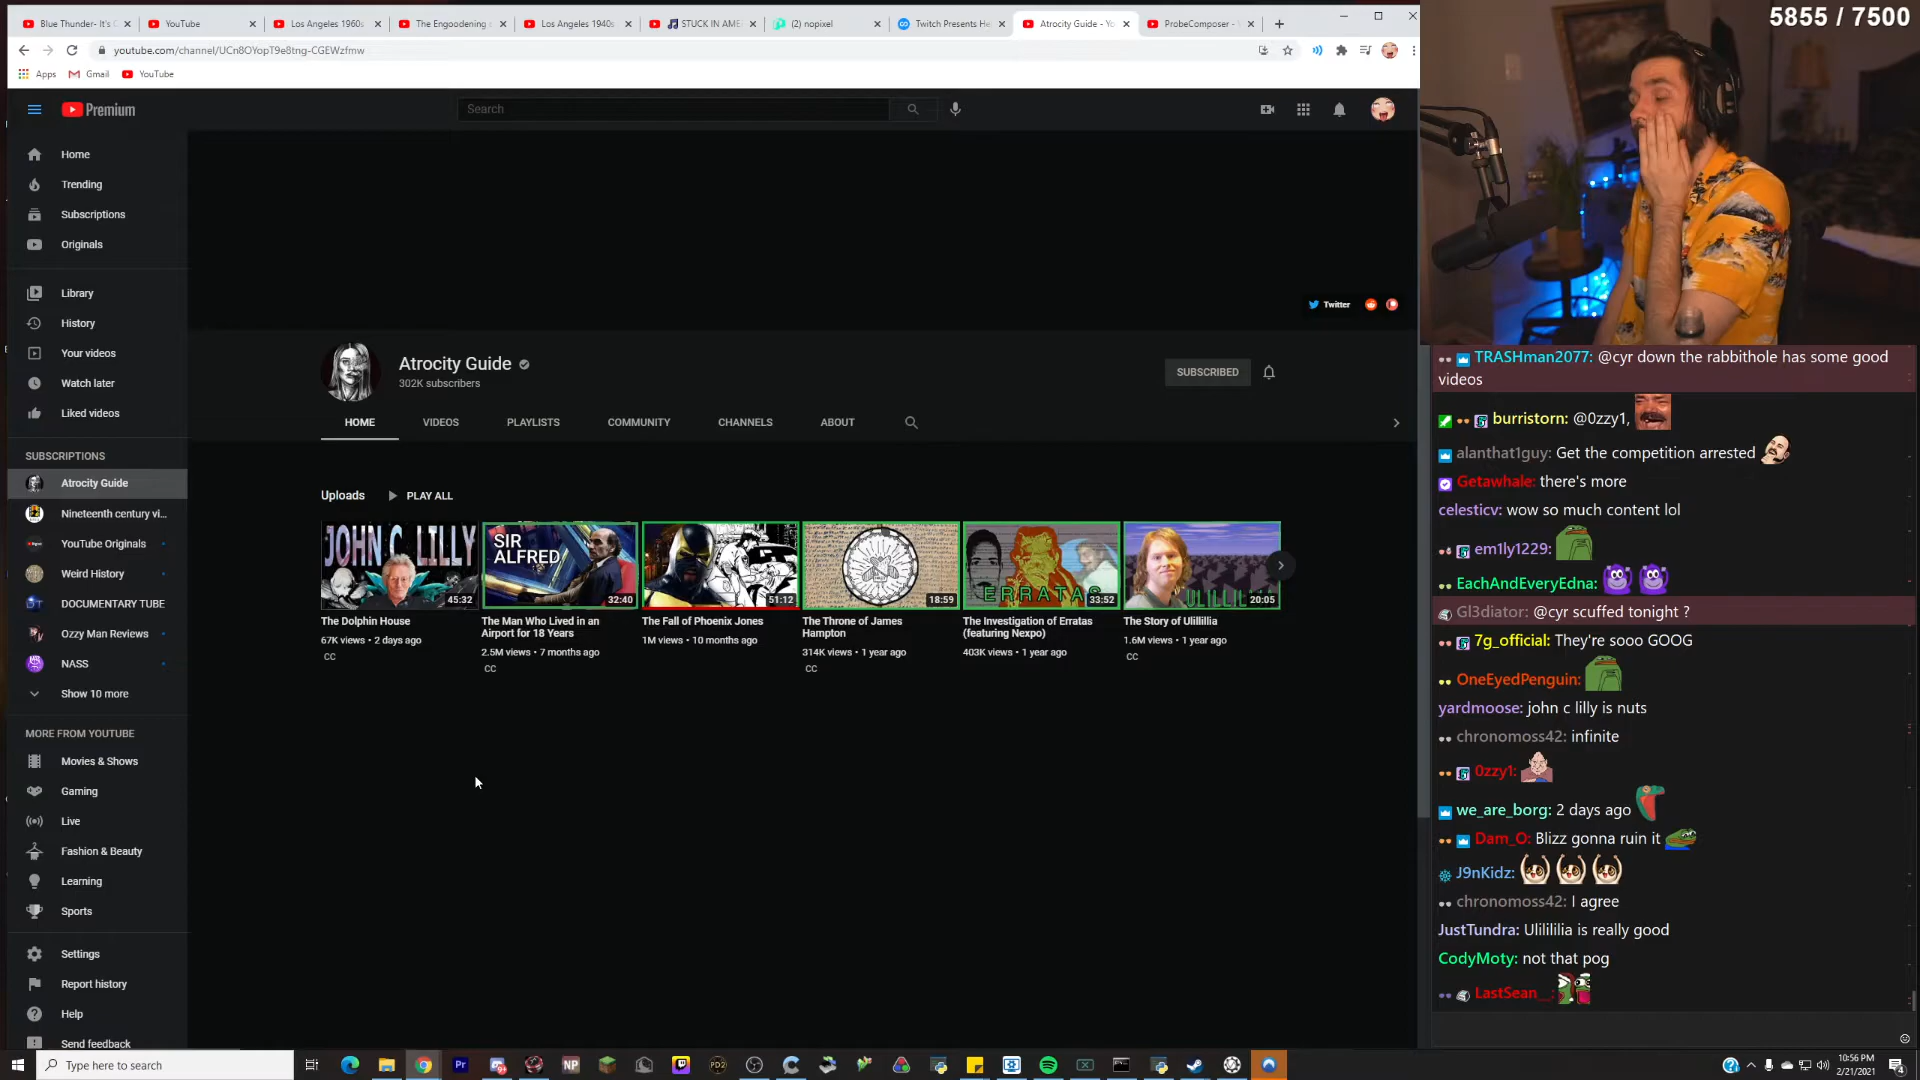 Blue Thunder- It's C
YouTube
Los Angeles 1960s
The Engoodening o
Los Angeles 1940s
STUCK IN AME
(2) nopixel
Twitch Presents He
Atrocity Guide - Yo
ProbeComposer -
youtube.com/channel/UCn8OYopT9e8tng-CGEWzfmw
Apps
Gmail
YouTube
5855 / 7500
Premium
Search
Home
Trending
Subscriptions
Originals
Library
History
Your videos
Watch later
Liked videos
SUBSCRIPTIONS
Atrocity Guide
Nineteenth century vi...
YouTube Originals
Weird History
DOCUMENTARY TUBE
Ozzy Man Reviews
NASS
Show 10 more
MORE FROM YOUTUBE
Movies & Shows
Gaming
Live
Fashion & Beauty
Learning
Sports
Settings
Report history
Help
Send feedback
Twitter
Atrocity Guide
302K subscribers
SUBSCRIBED
HOME
VIDEOS
PLAYLISTS
COMMUNITY
CHANNELS
ABOUT
Uploads
PLAY ALL
JOHN C LILLY
45:32
The Dolphin House
67K views • 2 days ago
CC
SIR
ALFRED
32:40
The Man Who Lived in an
Airport for 18 Years
2.5M views • 7 months ago
CC
51:12
The Fall of Phoenix Jones
1M views • 10 months ago
18:59
The Throne of James
Hampton
314K views • 1 year ago
CC
ERRATAS
33:52
The Investigation of Erratas
(featuring Nexpo)
403K views • 1 year ago
20:05
The Story of Ulillillia
1.6M views • 1 year ago
CC
TRASHman2077: @cyr down the rabbithole has some good
videos
burristorn: @0zzy1,
alanthat1guy: Get the competition arrested
Getawhale: there's more
celesticv: wow so much content lol
em1ly1229:
EachAndEveryEdna:
Gl3diator: @cyr scuffed tonight ?
7g_official: They're sooo GOOG
OneEyedPenguin:
yardmoose: john c lilly is nuts
chronomoss42: infinite
0zzy1:
we_are_borg: 2 days ago
Dam_O: Blizz gonna ruin it
J9nKidz:
chronomoss42: I agree
JustTundra: Ulilililia is really good
CodyMoty: not that pog
LastSean__:
Type here to search
Pr
NP
PD2
10:56 PM
2/21/2021